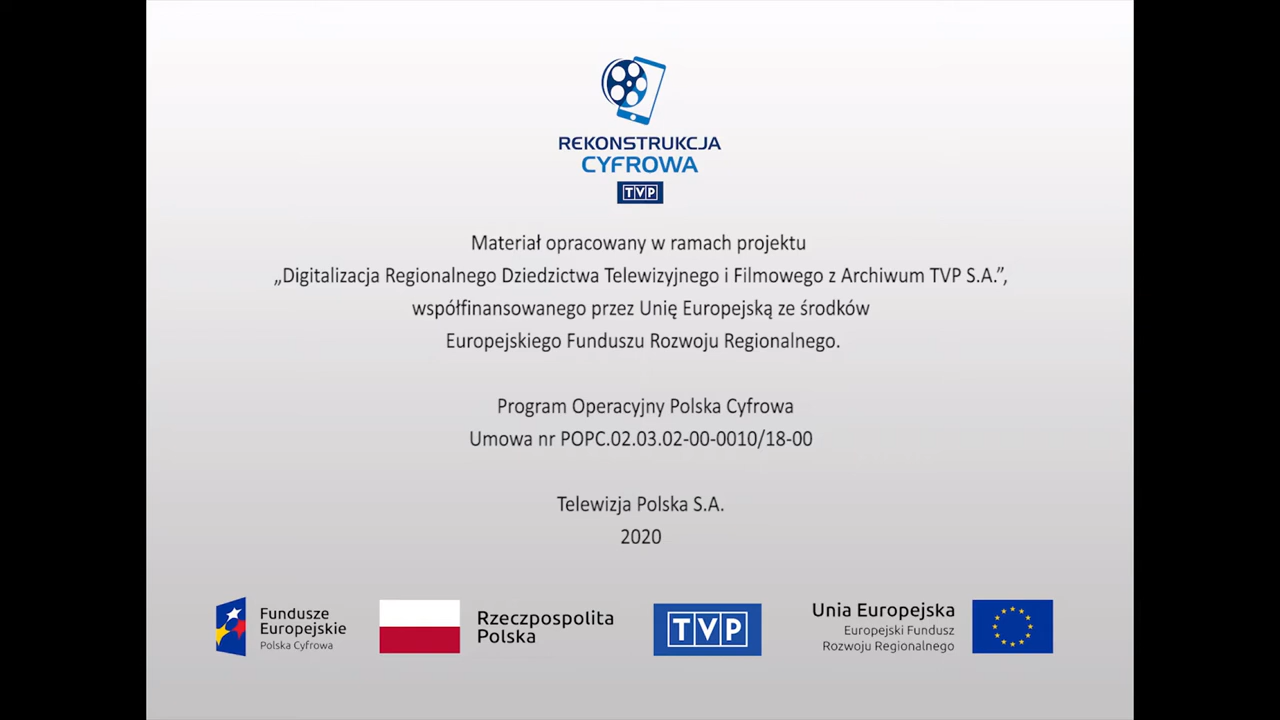 REKONSTRUKCJA
CYFROWA
TVP
Materiał opracowany w ramach projektu
„Digitalizacja Regionalnego Dziedzictwa Telewizyjnego i Filmowego z Archiwum TVP S.A.”,
współfinansowanego przez Unię Europejską ze środków
Europejskiego Funduszu Rozwoju Regionalnego.
Program Operacyjny Polska Cyfrowa
Umowa nr POPC.02.03.02-00-0010/18-00
Telewizja Polska S.A.
2020
Fundusze
Europejskie
Polska Cyfrowa
Rzeczpospolita
Polska
TVP
Unia Europejska
Europejski Fundusz
Rozwoju Regionalnego